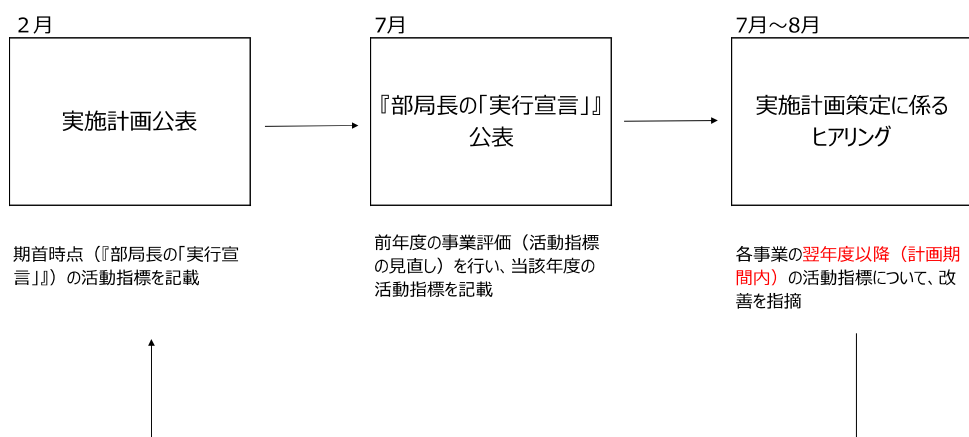 ２月
実施計画公表
期首時点（『部局長の「実行宣
言」』）の活動指標を記載
7月
『部局長の「実行宣言」』
公表
前年度の事業評価（活動指標
の見直し）を行い、当該年度の
活動指標を記載
7月～8月
実施計画策定に係る
ヒアリング
各事業の翌年度以降（計画期
間内）の活動指標について、改
善を指摘